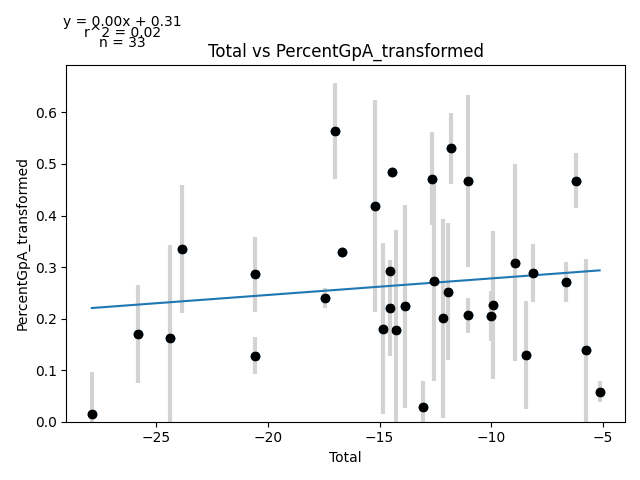 y = 0.00x + 0.31
r^2 = 0.02
n = 33
Total vs PercentGpA_transformed
PercentGpA_transformed
0.6
0.5
0.4
0.3
0.2
0.1
0.0
−25
−20
−15
−10
−5
Total